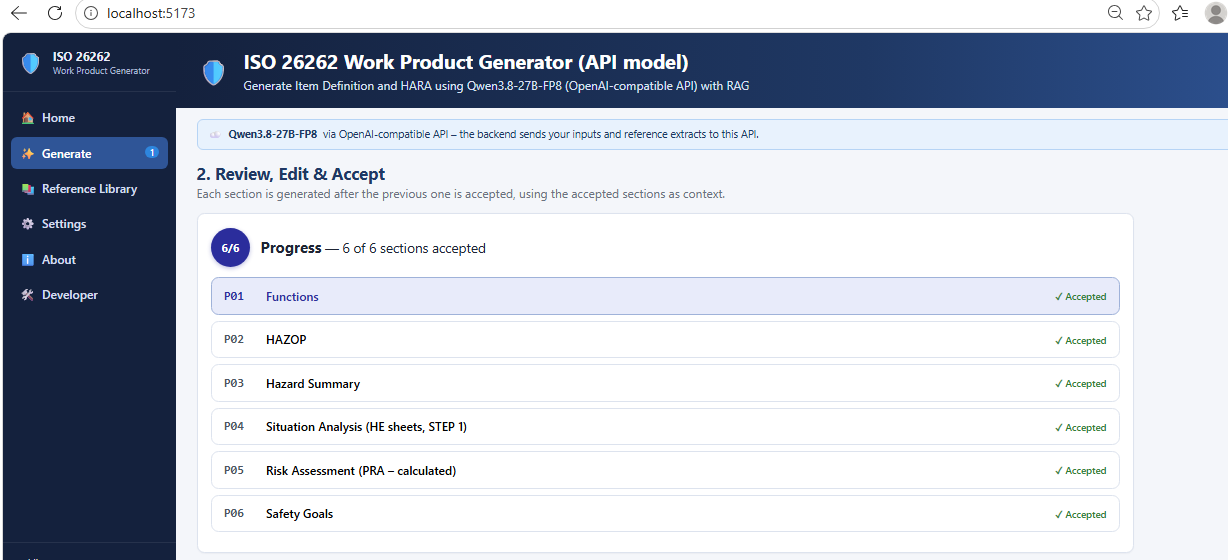 localhost:5173
ISO 26262
Work Product Generator
Home
Generate 1
Reference Library
Settings
About
Developer
ISO 26262 Work Product Generator (API model)
Generate Item Definition and HARA using Qwen3.8-27B-FP8 (OpenAI-compatible API) with RAG
Qwen3.8-27B-FP8 via OpenAI-compatible API – the backend sends your inputs and reference extracts to this API.
2. Review, Edit & Accept
Each section is generated after the previous one is accepted, using the accepted sections as context.
6/6 Progress — 6 of 6 sections accepted
P01 Functions ✓ Accepted
P02 HAZOP ✓ Accepted
P03 Hazard Summary ✓ Accepted
P04 Situation Analysis (HE sheets, STEP 1) ✓ Accepted
P05 Risk Assessment (PRA – calculated) ✓ Accepted
P06 Safety Goals ✓ Accepted